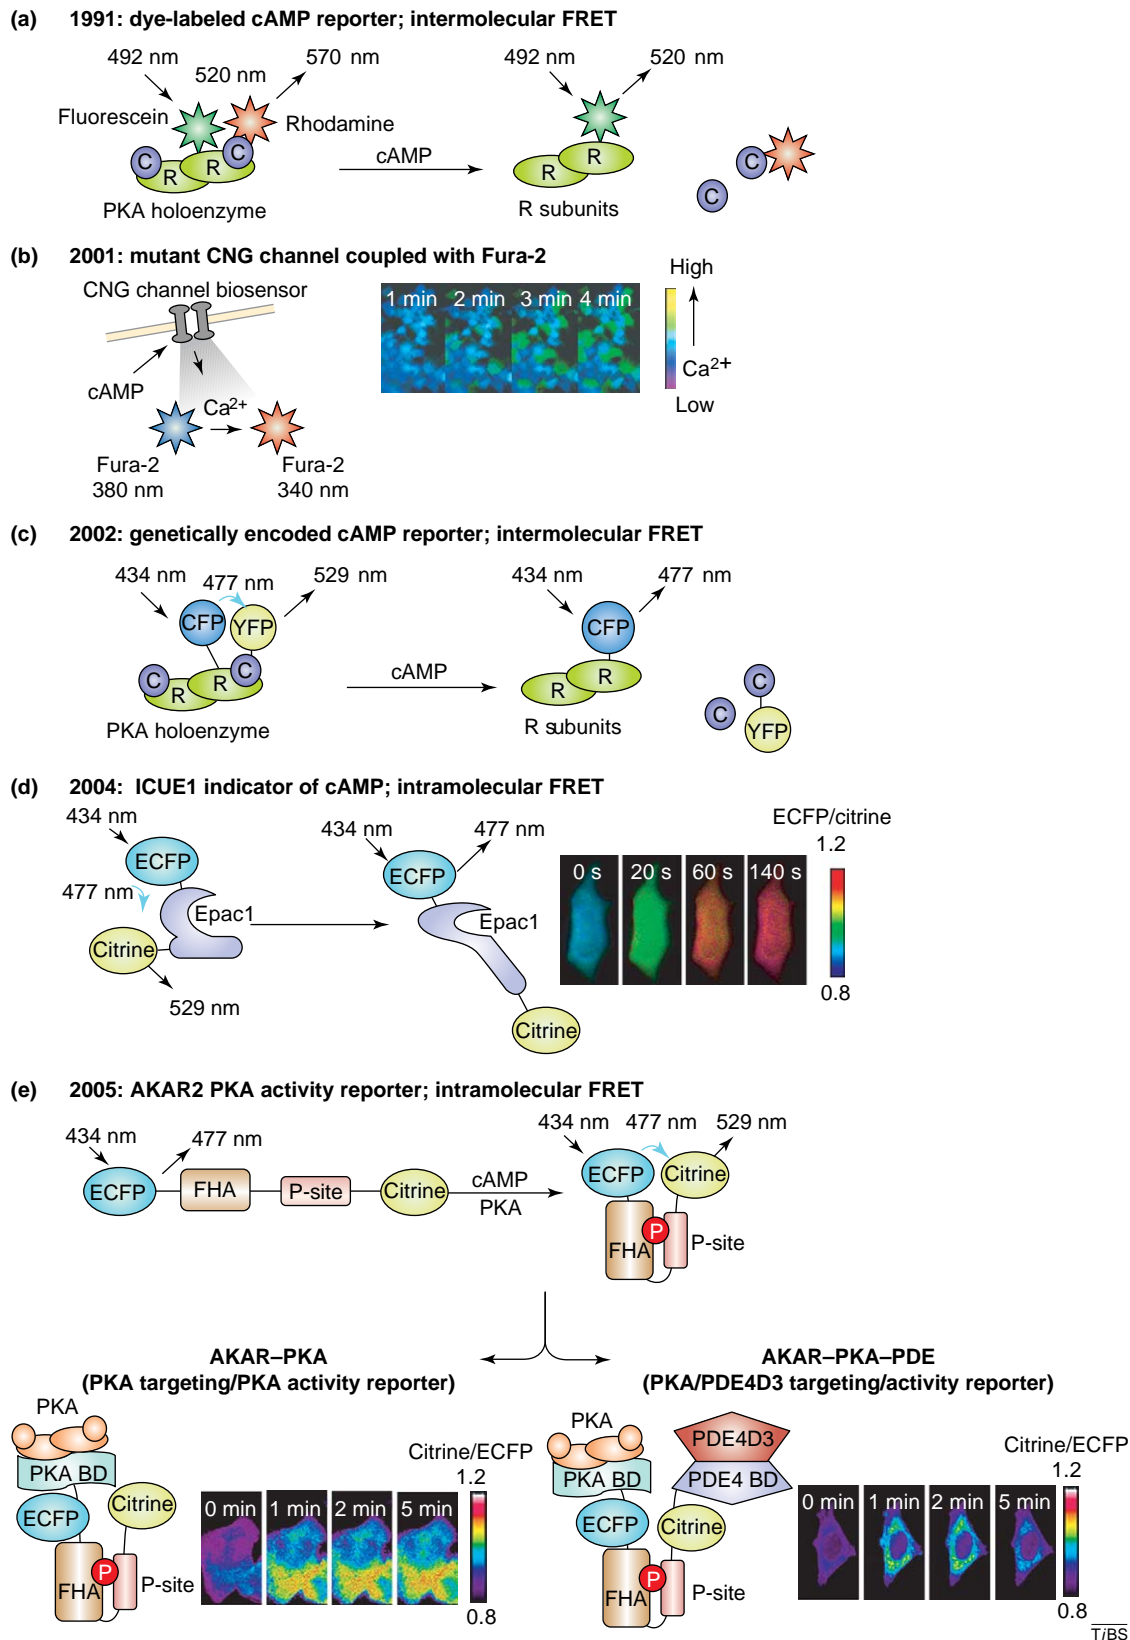 (a) 1991: dye-labeled cAMP reporter; intermolecular FRET
492 nm
520 nm
570 nm
492 nm
520 nm
Fluorescein
Rhodamine
C
R
R
C
cAMP
R
R
C
C
PKA holoenzyme
R subunits
(b) 2001: mutant CNG channel coupled with Fura-2
CNG channel biosensor
cAMP
Ca2+
Fura-2
380 nm
Fura-2
340 nm
1 min 2 min 3 min 4 min
High
Ca2+
Low
(c) 2002: genetically encoded cAMP reporter; intermolecular FRET
434 nm
477 nm
529 nm
434 nm
477 nm
CFP
YFP
CFP
C
R
R
C
cAMP
R
R
C
C
YFP
PKA holoenzyme
R subunits
(d) 2004: ICUE1 indicator of cAMP; intramolecular FRET
434 nm
ECFP
477 nm
Epac1
Citrine
529 nm
434 nm
477 nm
ECFP
Epac1
Citrine
0 s 20 s 60 s 140 s
ECFP/citrine
1.2
0.8
(e) 2005: AKAR2 PKA activity reporter; intramolecular FRET
434 nm
477 nm
ECFP
FHA
P-site
Citrine
cAMP
PKA
434 nm
477 nm
529 nm
ECFP
Citrine
P
FHA
P-site
AKAR–PKA
(PKA targeting/PKA activity reporter)
PKA
PKA BD
ECFP
Citrine
P
FHA
P-site
0 min 1 min 2 min 5 min
Citrine/ECFP
1.2
0.8
AKAR–PKA–PDE
(PKA/PDE4D3 targeting/activity reporter)
PKA
PKA BD
PDE4D3
PDE4 BD
ECFP
Citrine
P
FHA
P-site
0 min 1 min 2 min 5 min
Citrine/ECFP
1.2
0.8
TiBS